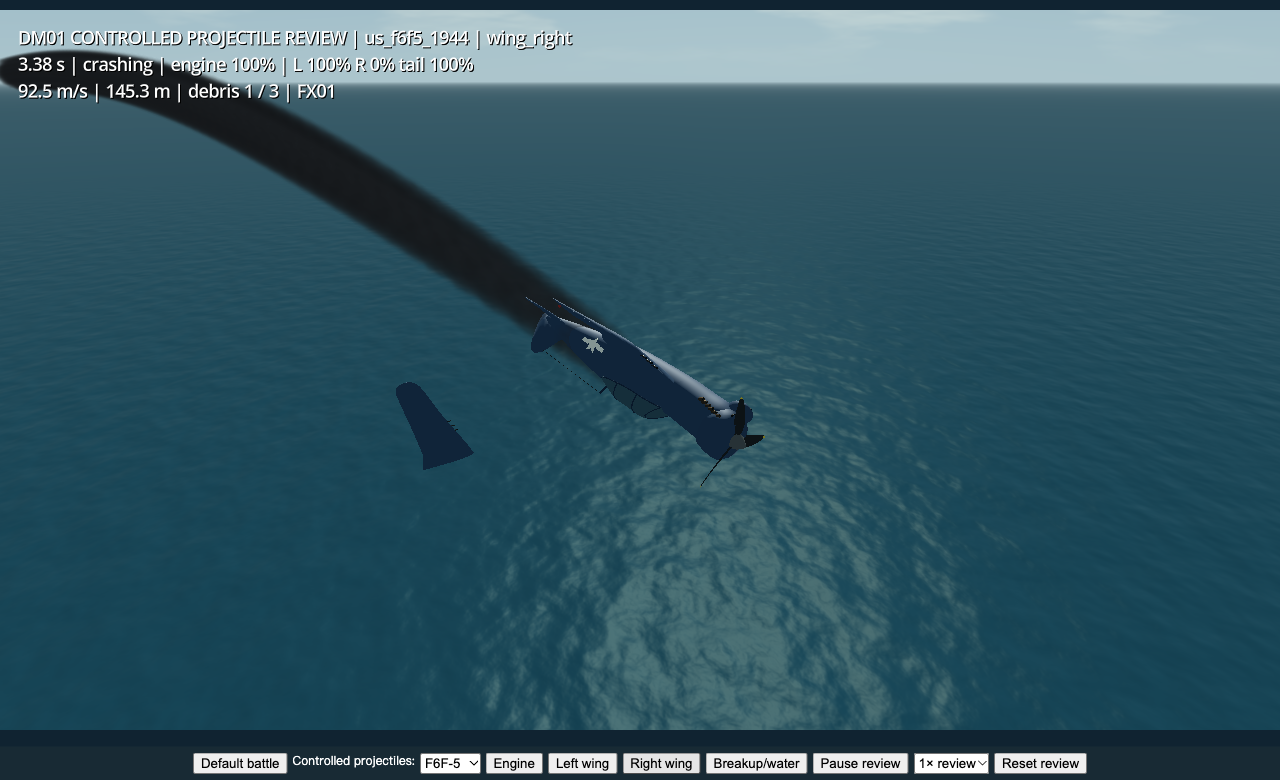 DM01 CONTROLLED PROJECTILE REVIEW | us_f6f5_1944 | wing_right
3.38 s | crashing | engine 100% | L 100% R 0% tail 100%
92.5 m/s | 145.3 m | debris 1 / 3 | FX01
Default battle Controlled projectiles: F6F-5 Engine Left wing Right wing Breakup/water Pause review 1× review Reset review